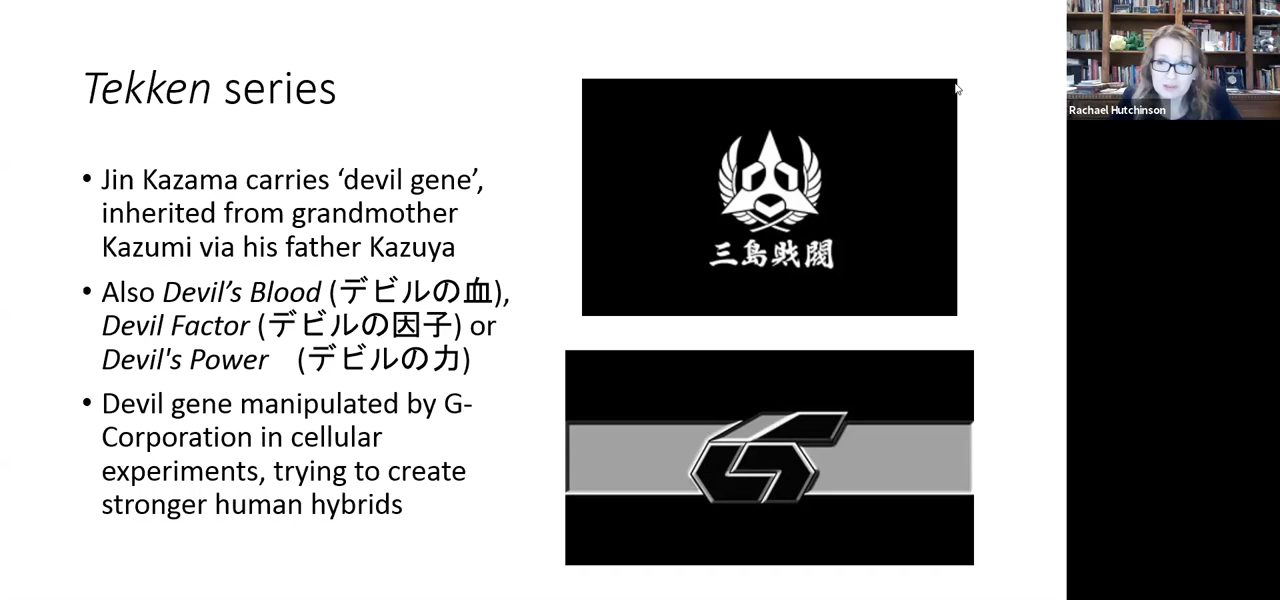 Tekken series
• Jin Kazama carries ‘devil gene’,
inherited from grandmother
Kazumi via his father Kazuya
• Also Devil’s Blood (デビルの血),
Devil Factor (デビルの因子) or
Devil's Power (デビルの力)
• Devil gene manipulated by G-
Corporation in cellular
experiments, trying to create
stronger human hybrids
三島財閥
Rachael Hutchinson